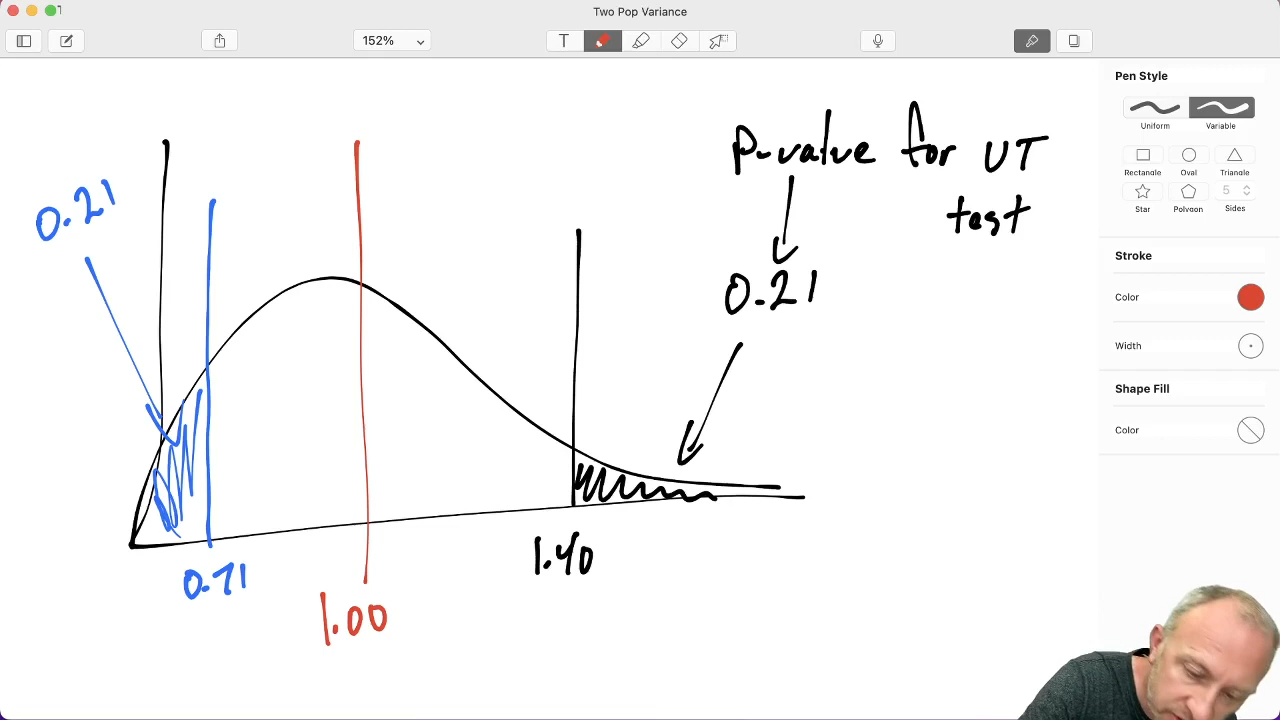 Two Pop Variance
152%
T
Pen Style
Uniform
Variable
Rectangle
Oval
Triangle
5
Star
Polygon
Sides
Stroke
Color
Width
Shape Fill
Color
P-value for UT
test
0.21
0.21
0.71
1.00
1.40